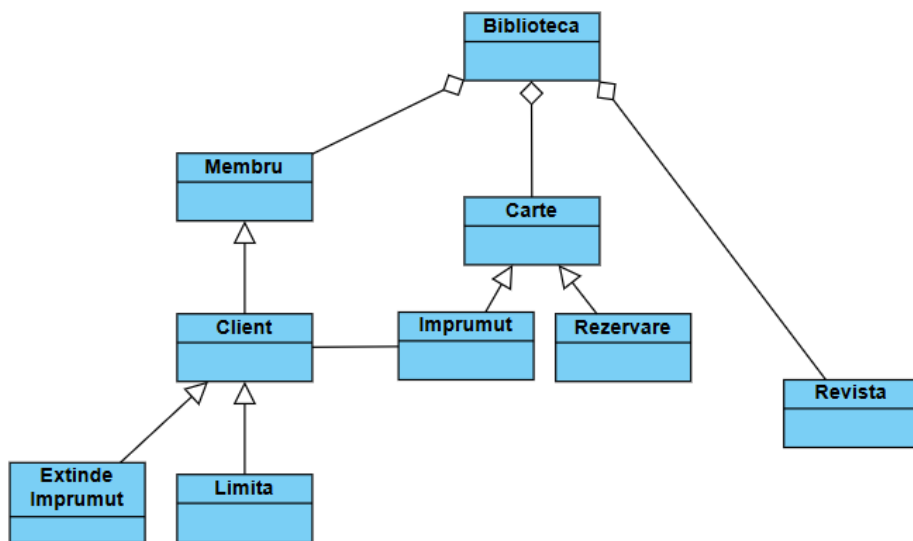 Biblioteca
Membru
Carte
Client
Imprumut
Rezervare
Revista
Extinde
Imprumut
Limita